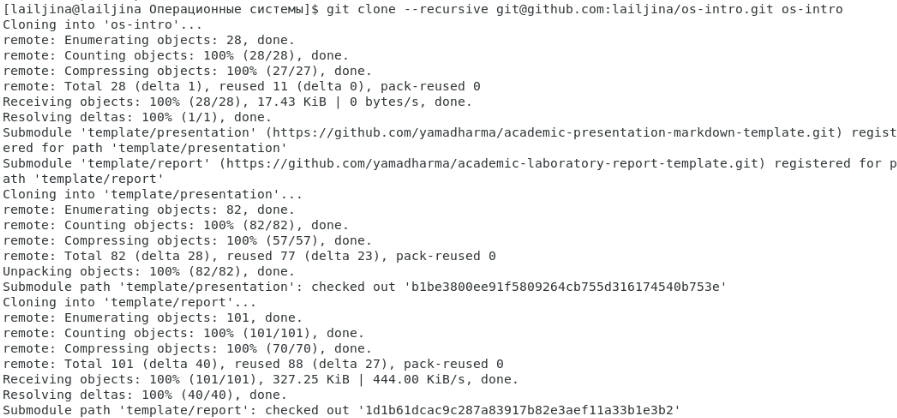 [lailjina@lailjina Операционные системы]$ git clone --recursive git@github.com:lailjina/os-intro.git os-intro
Cloning into 'os-intro'...
remote: Enumerating objects: 28, done.
remote: Counting objects: 100% (28/28), done.
remote: Compressing objects: 100% (27/27), done.
remote: Total 28 (delta 1), reused 11 (delta 0), pack-reused 0
Receiving objects: 100% (28/28), 17.43 KiB | 0 bytes/s, done.
Resolving deltas: 100% (1/1), done.
Submodule 'template/presentation' (https://github.com/yamadharma/academic-presentation-markdown-template.git) regist
ered for path 'template/presentation'
Submodule 'template/report' (https://github.com/yamadharma/academic-laboratory-report-template.git) registered for p
ath 'template/report'
Cloning into 'template/presentation'...
remote: Enumerating objects: 82, done.
remote: Counting objects: 100% (82/82), done.
remote: Compressing objects: 100% (57/57), done.
remote: Total 82 (delta 28), reused 77 (delta 23), pack-reused 0
Unpacking objects: 100% (82/82), done.
Submodule path 'template/presentation': checked out 'b1be3800ee91f5809264cb755d316174540b753e'
Cloning into 'template/report'...
remote: Enumerating objects: 101, done.
remote: Counting objects: 100% (101/101), done.
remote: Compressing objects: 100% (70/70), done.
remote: Total 101 (delta 40), reused 88 (delta 27), pack-reused 0
Receiving objects: 100% (101/101), 327.25 KiB | 444.00 KiB/s, done.
Resolving deltas: 100% (40/40), done.
Submodule path 'template/report': checked out '1d1b61dcac9c287a83917b82e3aef11a33b1e3b2'